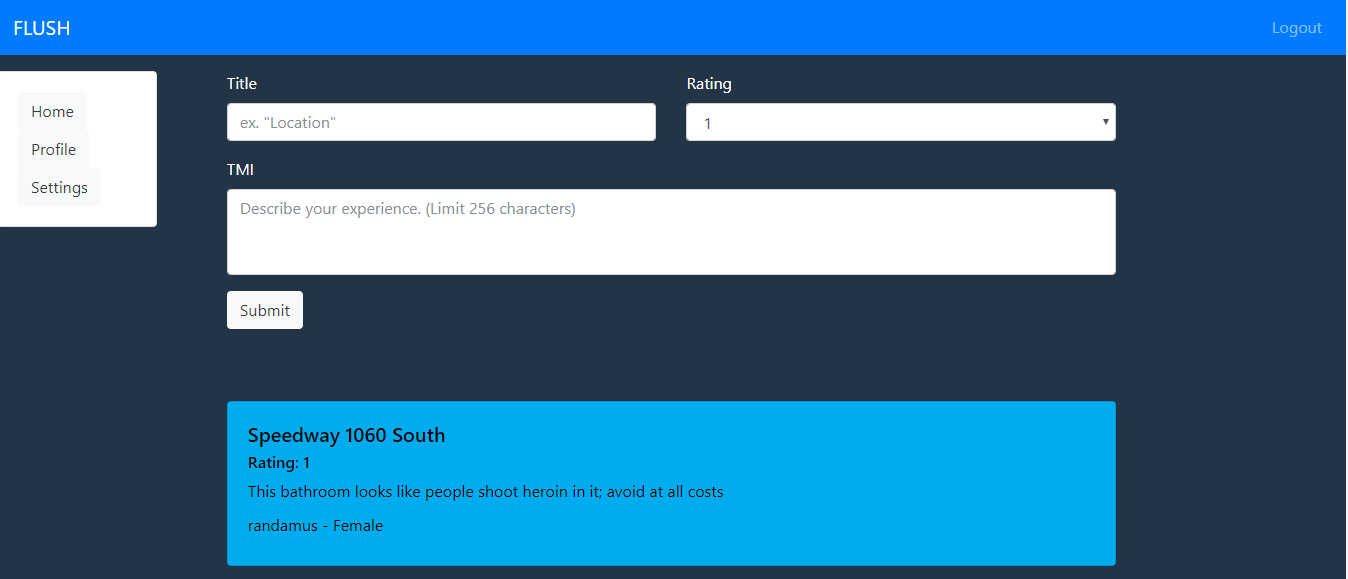 FLUSH
Logout
Home
Profile
Settings
Title
Rating
ex. "Location"
1
TMI
Describe your experience. (Limit 256 characters)
Submit
Speedway 1060 South
Rating: 1
This bathroom looks like people shoot heroin in it; avoid at all costs
randamus - Female